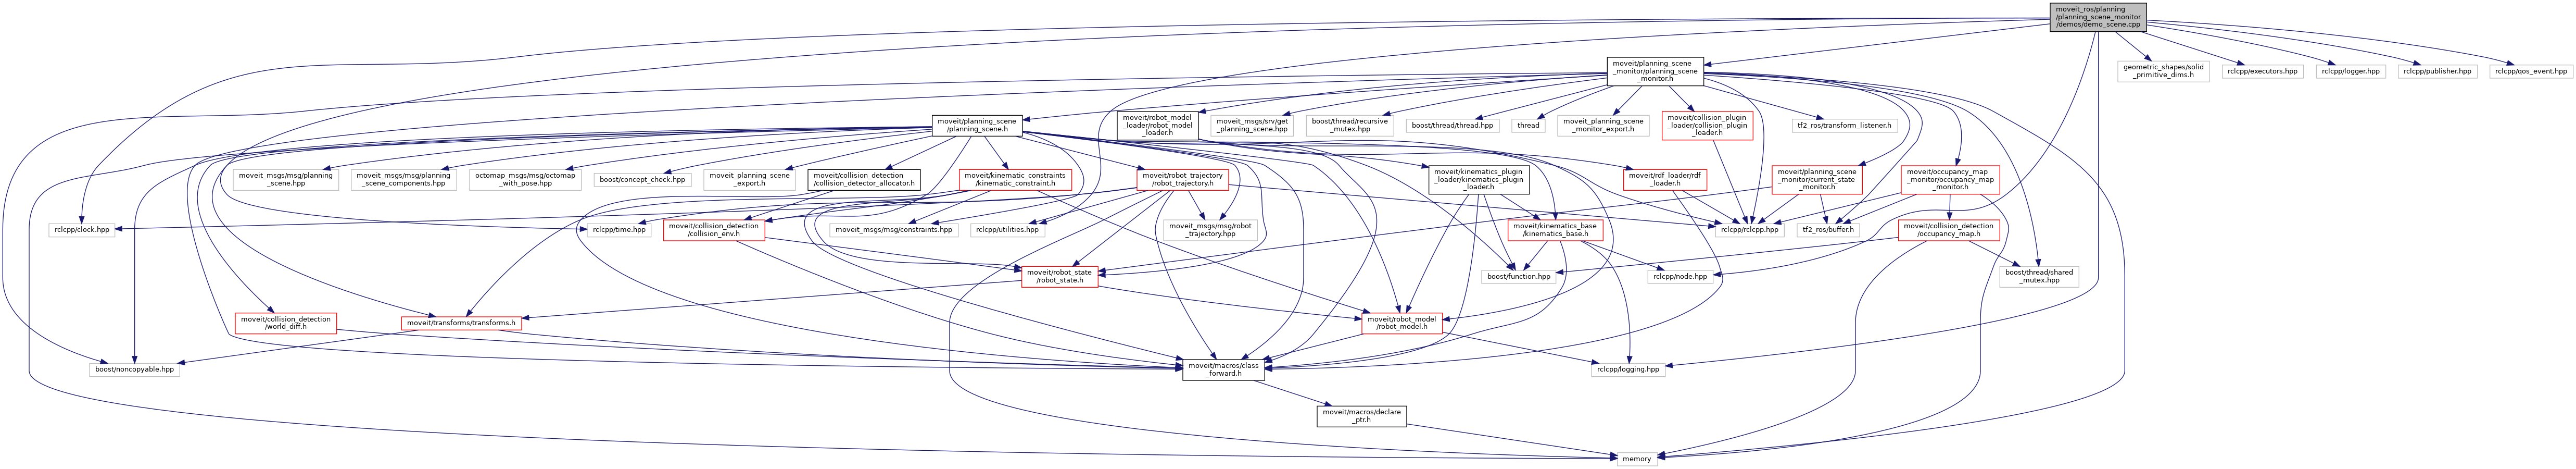 moveit_ros/planning
/planning_scene_monitor
/demos/demo_scene.cpp
moveit/planning_scene
_monitor/planning_scene
_monitor.h
geometric_shapes/solid
_primitive_dims.h
rclcpp/executors.hpp
rclcpp/logger.hpp
rclcpp/publisher.hpp
rclcpp/qos_event.hpp
moveit/planning_scene
/planning_scene.h
moveit/robot_model
_loader/robot_model
_loader.h
moveit_msgs/srv/get
_planning_scene.hpp
boost/thread/recursive
_mutex.hpp
boost/thread/thread.hpp
thread
moveit_planning_scene
_monitor_export.h
moveit/collision_plugin
_loader/collision_plugin
_loader.h
tf2_ros/transform_listener.h
moveit_msgs/msg/planning
_scene.hpp
moveit_msgs/msg/planning
_scene_components.hpp
octomap_msgs/msg/octomap
_with_pose.hpp
boost/concept_check.hpp
moveit_planning_scene
_export.h
moveit/collision_detection
/collision_detector_allocator.h
moveit/kinematic_constraints
/kinematic_constraint.h
moveit/robot_trajectory
/robot_trajectory.h
moveit/kinematics_plugin
_loader/kinematics_plugin
_loader.h
moveit/rdf_loader/rdf
_loader.h
moveit/planning_scene
_monitor/current_state
_monitor.h
moveit/occupancy_map
_monitor/occupancy_map
_monitor.h
rclcpp/clock.hpp
rclcpp/time.hpp
moveit/collision_detection
/collision_env.h
moveit_msgs/msg/constraints.hpp
rclcpp/utilities.hpp
moveit_msgs/msg/robot
_trajectory.hpp
moveit/kinematics_base
/kinematics_base.h
rclcpp/rclcpp.hpp
tf2_ros/buffer.h
moveit/collision_detection
/occupancy_map.h
moveit/robot_state
/robot_state.h
boost/function.hpp
rclcpp/node.hpp
boost/thread/shared
_mutex.hpp
moveit/collision_detection
/world_diff.h
moveit/transforms/transforms.h
moveit/robot_model
/robot_model.h
boost/noncopyable.hpp
moveit/macros/class
_forward.h
rclcpp/logging.hpp
moveit/macros/declare
_ptr.h
memory